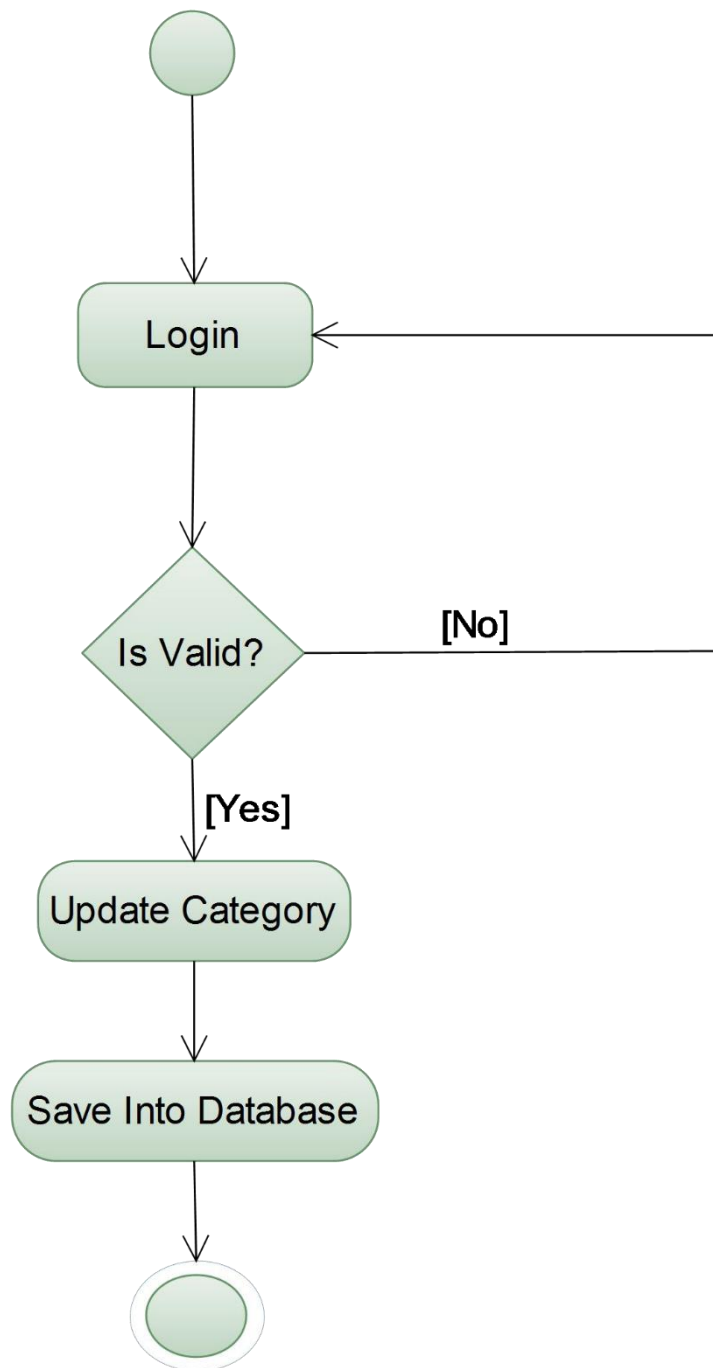 Login
Is Valid?
[No]
[Yes]
Update Category
Save Into Database